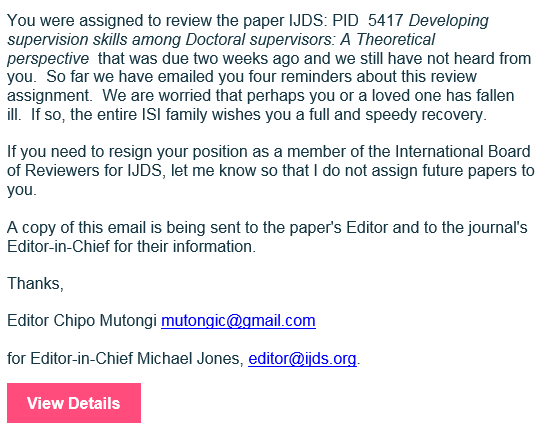 You were assigned to review the paper IJDS: PID  5417 Developing
supervision skills among Doctoral supervisors: A Theoretical
perspective  that was due two weeks ago and we still have not heard from
you.  So far we have emailed you four reminders about this review
assignment.  We are worried that perhaps you or a loved one has fallen
ill.  If so, the entire ISI family wishes you a full and speedy recovery.
If you need to resign your position as a member of the International Board
of Reviewers for IJDS, let me know so that I do not assign future papers to
you.
A copy of this email is being sent to the paper's Editor and to the journal's
Editor-in-Chief for their information.
Thanks,
Editor Chipo Mutongi mutongic@gmail.com
for Editor-in-Chief Michael Jones, editor@ijds.org.
View Details